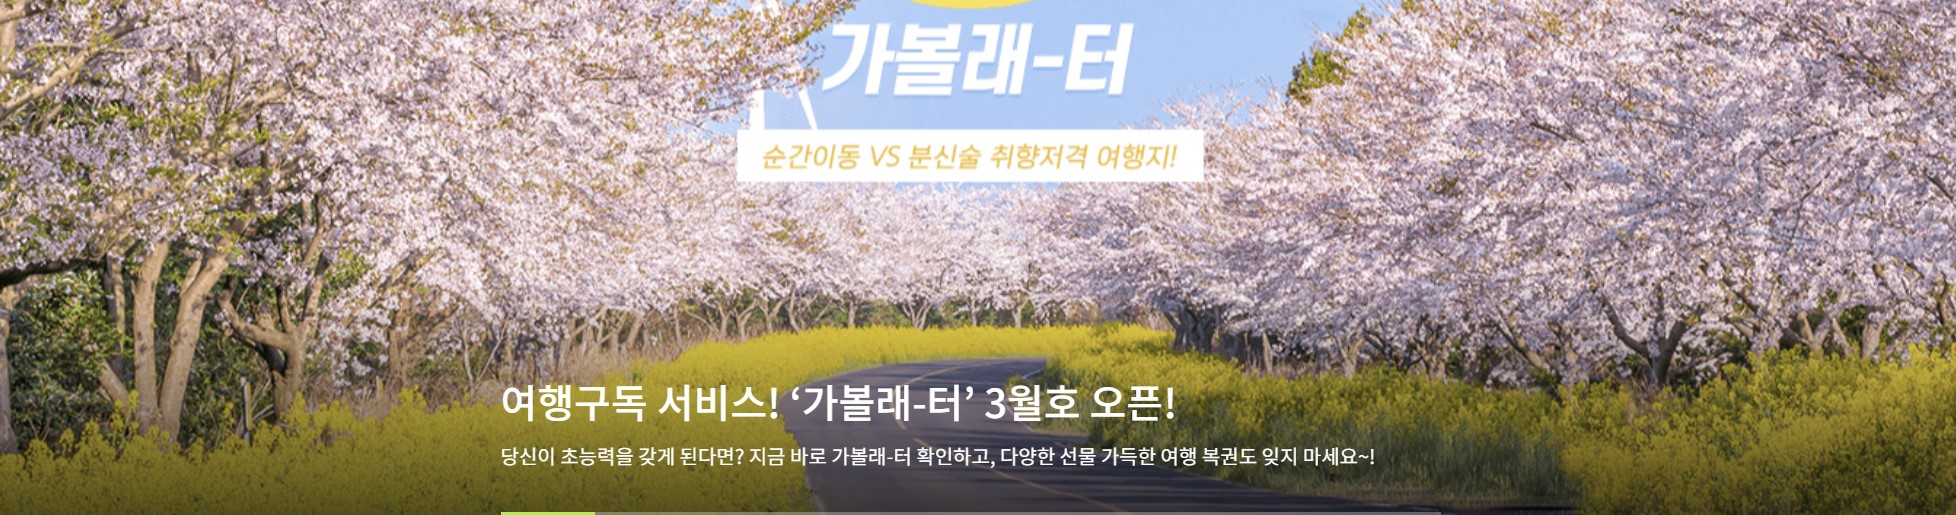 가볼래-터
순간이동 VS 분신술 취향저격 여행지!
여행구독 서비스! ‘가볼래-터’ 3월호 오픈!
당신이 초능력을 갖게 된다면? 지금 바로 가볼래-터 확인하고, 다양한 선물 가득한 여행 복권도 잊지 마세요~!